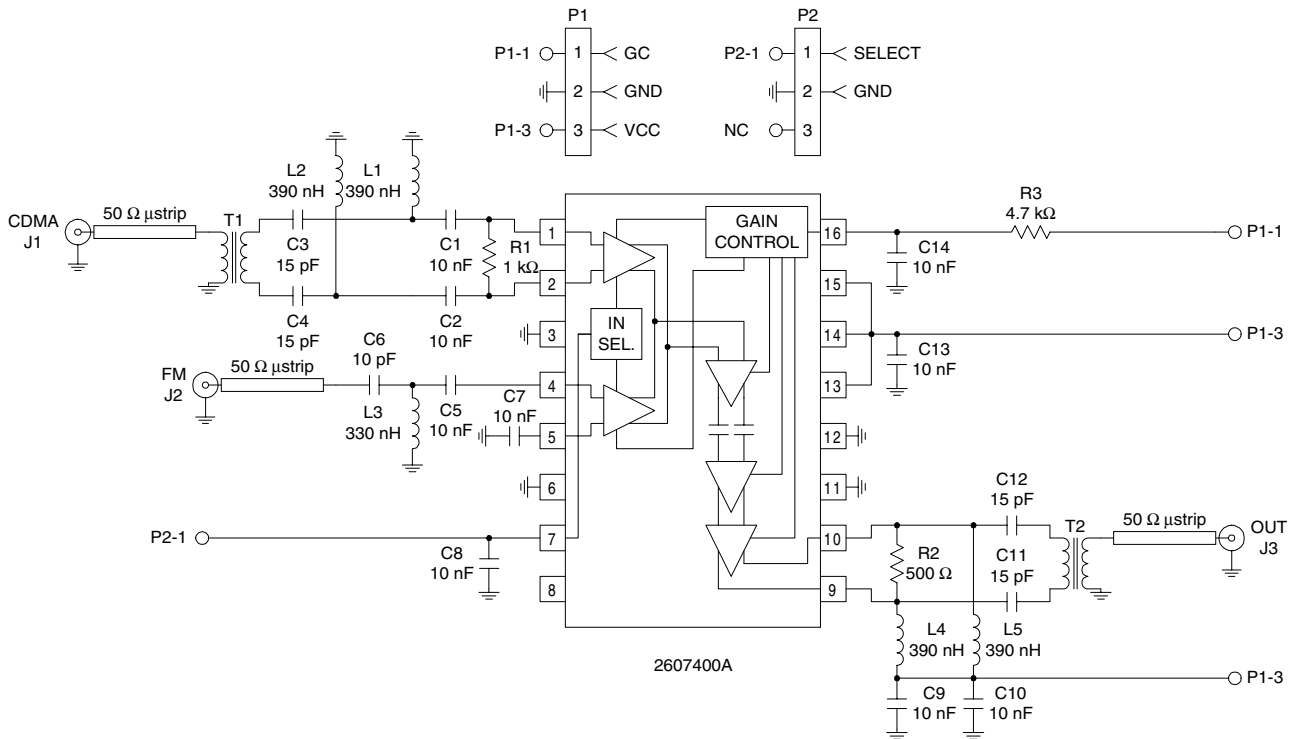 P1
P2
P1-1
1
GC
2
GND
P1-3
3
VCC
P2-1
1
SELECT
2
GND
NC
3
L2
390 nH
L1
390 nH
CDMA
J1
50 Ω µstrip
T1
C3
15 pF
C1
10 nF
R1
1 kΩ
C4
15 pF
C2
10 nF
FM
J2
50 Ω µstrip
C6
10 pF
L3
330 nH
C5
10 nF
C7
10 nF
P2-1
C8
10 nF
1
2
3
4
5
6
7
8
IN
SEL.
GAIN
CONTROL
16
15
14
13
12
11
10
9
2607400A
R3
4.7 kΩ
P1-1
C14
10 nF
P1-3
C13
10 nF
C12
15 pF
T2
50 Ω µstrip
OUT
J3
R2
500 Ω
C11
15 pF
L4
390 nH
L5
390 nH
P1-3
C9
10 nF
C10
10 nF